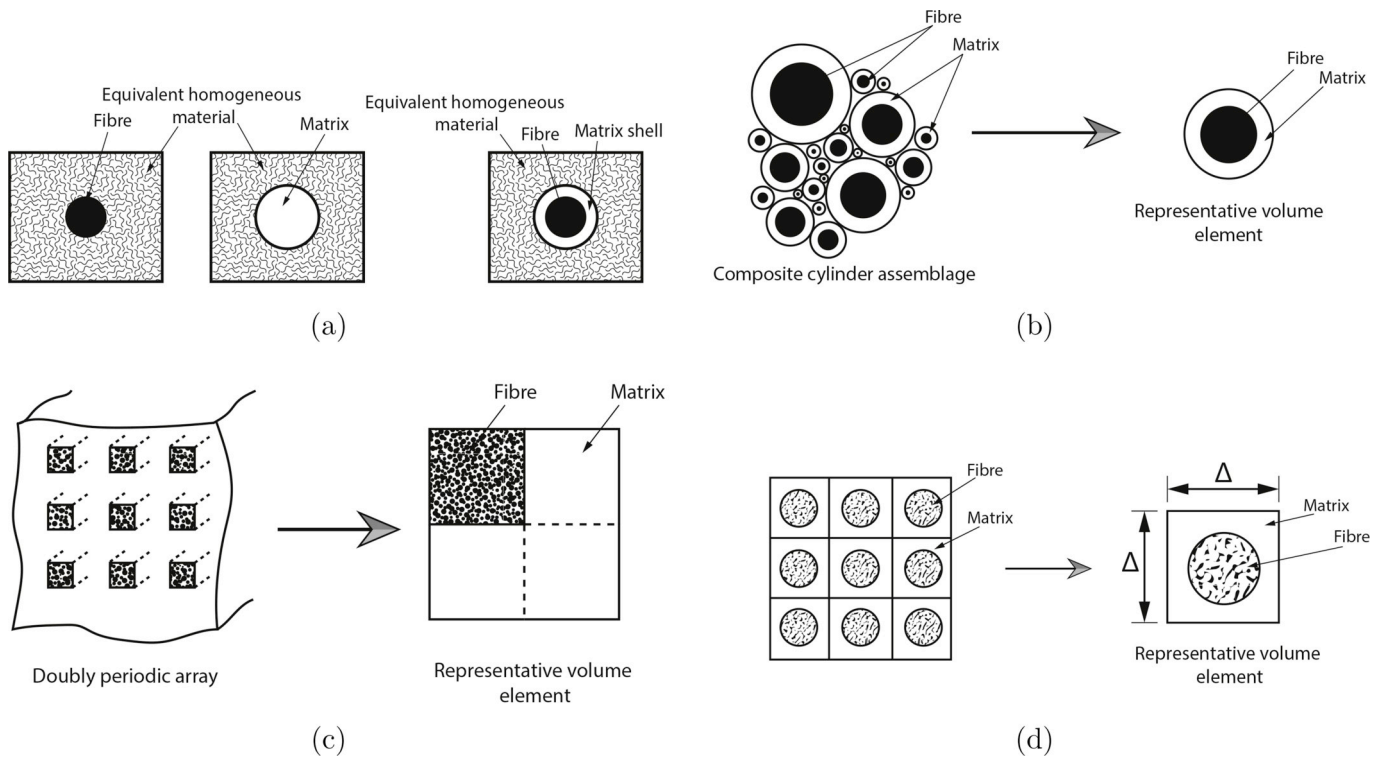 Equivalent homogeneous
material
Fibre
Matrix
Equivalent homogeneous
material
Fibre
Matrix shell
(a)
Fibre
Matrix
Composite cylinder assemblage
Fibre
Matrix
Representative volume
element
(b)
Doubly periodic array
Fibre
Matrix
Representative volume
element
(c)
Fibre
Matrix
Δ
Δ
Matrix
Fibre
Representative volume
element
(d)